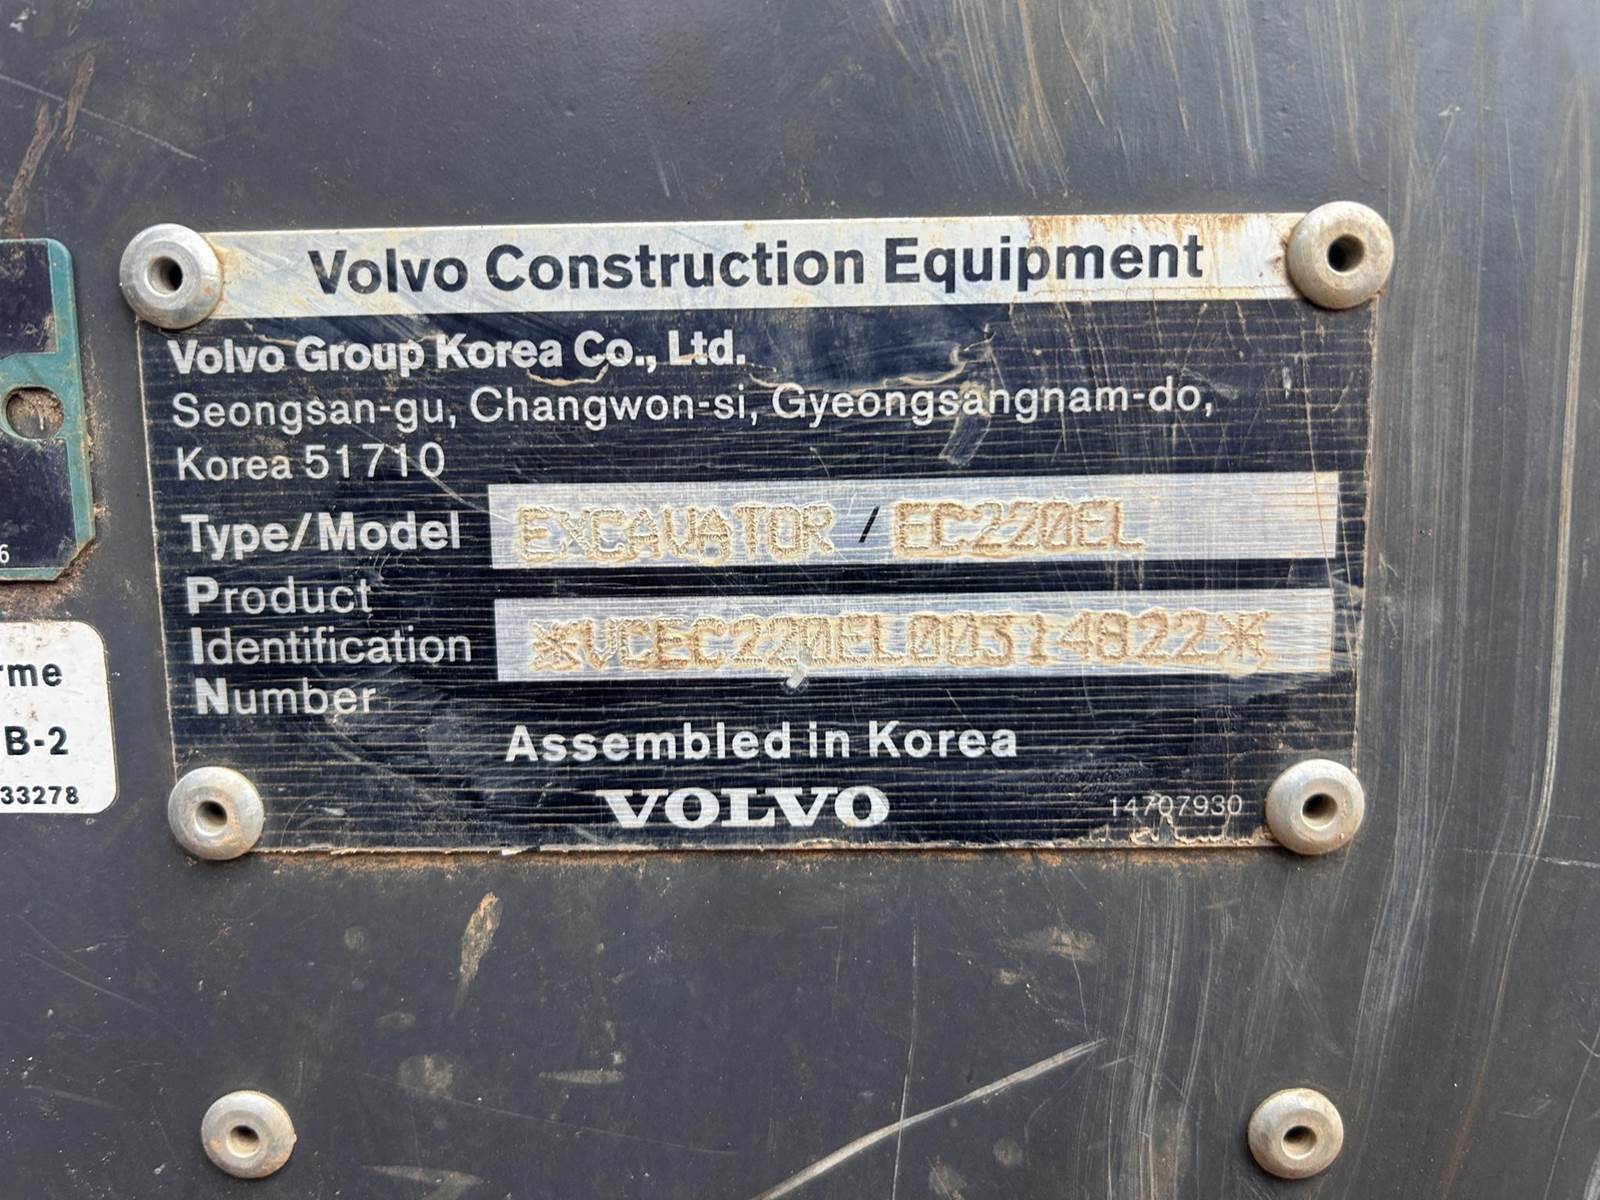 Volvo Construction Equipment
Volvo Group Korea Co., Ltd.
Seongsan-gu, Changwon-si, Gyeongsangnam-do,
Korea 51710
Type/Model EXCAVATOR / EC220EL
Product
Identification *VCEC220EL00314822*
Number
Assembled in Korea
VOLVO
14707930
6
rme
B-2
33278